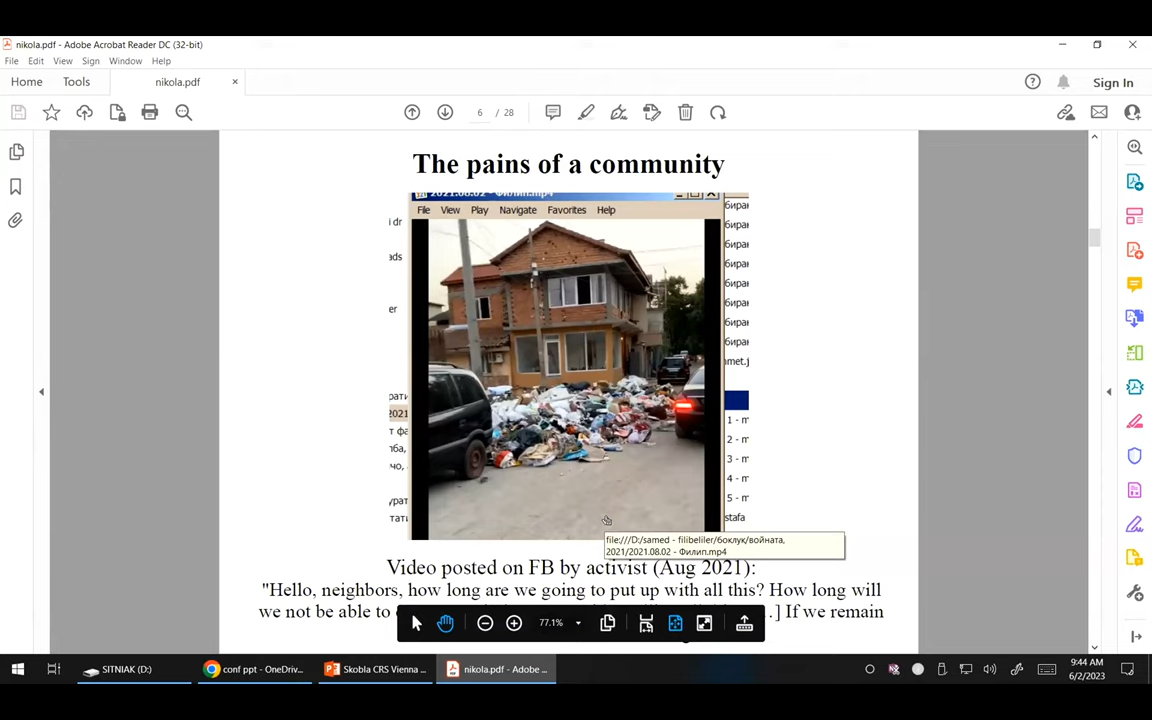 nikola.pdf - Adobe Acrobat Reader DC (32-bit)
File Edit View Sign Window Help
Home Tools nikola.pdf × Sign In
6 / 28
The pains of a community
2021.08.02 - Филип.mp4
File View Play Navigate Favorites Help
file:///D:/samed - filibeliler/боклук/войната,
2021/2021.08.02 - Филип.mp4
Video posted on FB by activist (Aug 2021):
"Hello, neighbors, how long are we going to put up with all this? How long will
we not be able to If we remain
77.1%
SITNIAK (D:) conf ppt - OneDriv... Skobla CRS Vienna ... nikola.pdf - Adobe ...
9:44 AM
6/2/2023